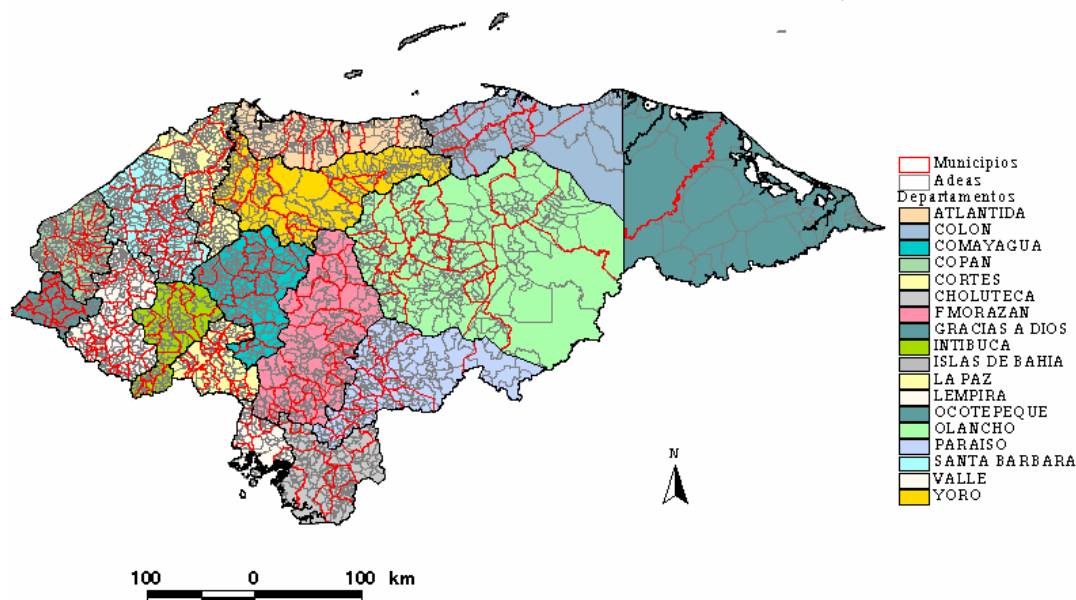 Municipios
Adeas
Departamentos
ATLANTIDA
COLON
COMAYAGUA
COPAN
CORTES
CHOLUTECA
F MORAZAN
GRACIAS A DIOS
INTIBUCA
ISLAS DE BAHIA
LA PAZ
LEMPIRA
OCOTEPEQUE
OLANCHO
PARAISO
SANTA BARBARA
VALLE
YORO
N
100 0 100 km